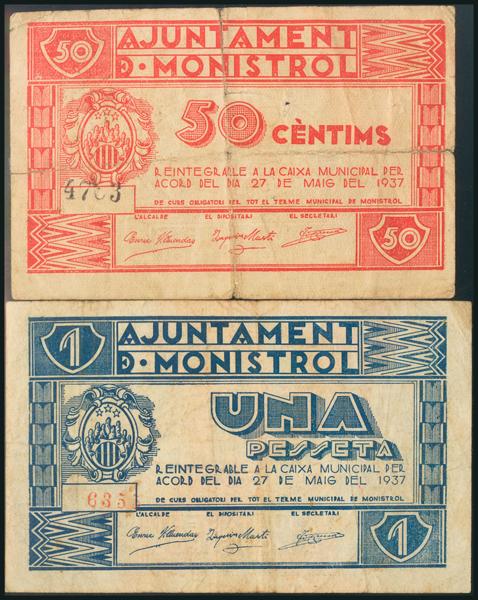 50 AJUNTAMENT
D· MONISTROL
50 CÈNTIMS
REINTEGRABLE A LA CAIXA MUNICIPAL PER
ACORD DEL DIA 27 DE MAIG DEL 1937
4763
DE CURS OBLIGATORI PER TOT EL TERME MUNICIPAL DE MONISTROL
L'ALCALDE EL DIPOSITARI EL SECRETARI
50
1 AJUNTAMENT
D· MONISTROL
UNA
PESSETA
REINTEGRABLE A LA CAIXA MUNICIPAL PER
ACORD DEL DIA 27 DE MAIG DEL 1937
635
DE CURS OBLIGATORI PER TOT EL TERME MUNICIPAL DE MONISTROL
L'ALCALDE EL DIPOSITARI EL SECRETARI
1